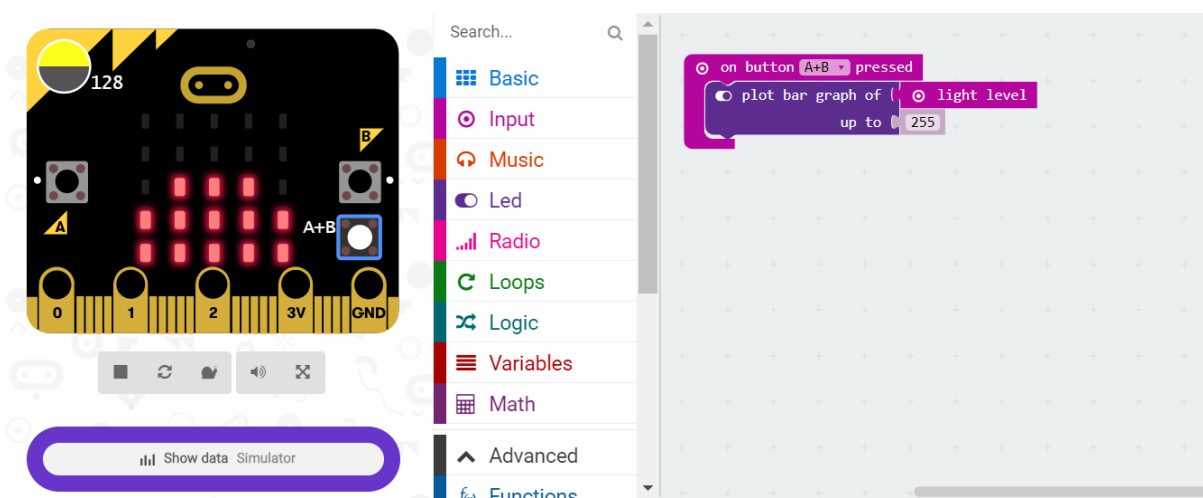 128
B
A
A+B
0 1 2 3V GND
Show data Simulator
Search...
Basic
Input
Music
Led
Radio
Loops
Logic
Variables
Math
Advanced
Functions
on button A+B pressed
plot bar graph of light level
up to 255